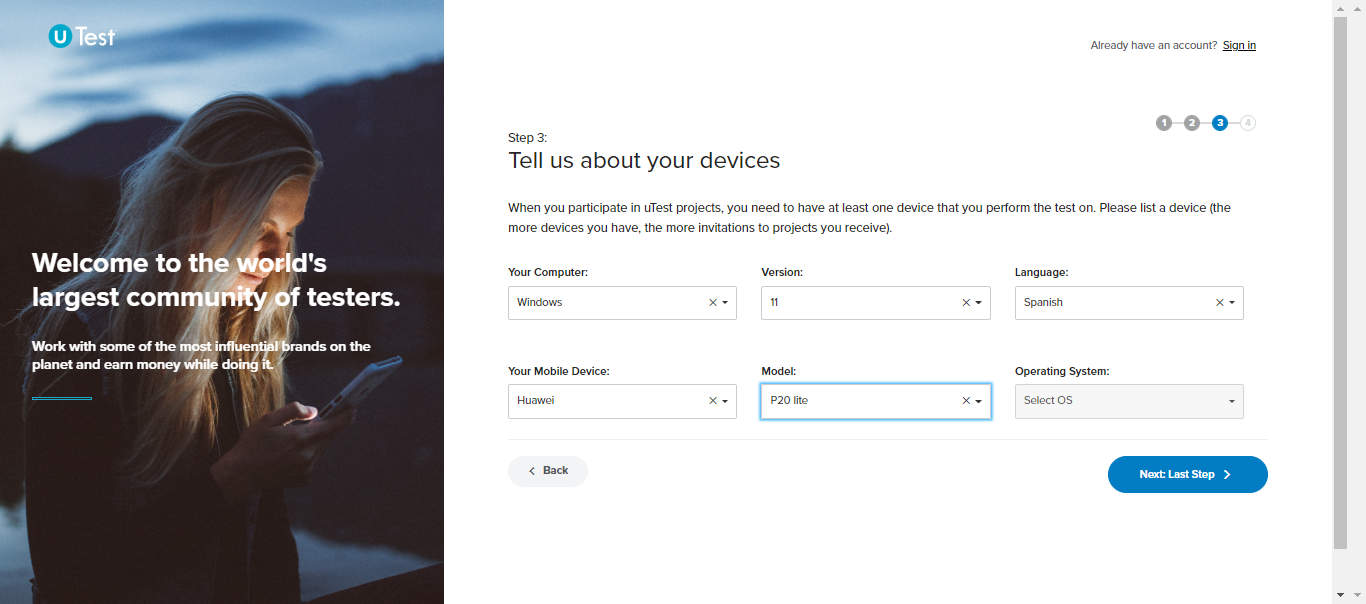 uTest
Welcome to the world's
largest community of testers.
Work with some of the most influential brands on the
planet and earn money while doing it.
Already have an account? Sign in
1 2 3 4
Step 3:
Tell us about your devices
When you participate in uTest projects, you need to have at least one device that you perform the test on. Please list a device (the
more devices you have, the more invitations to projects you receive).
Your Computer: Version: Language:
Windows 11 Spanish
Your Mobile Device: Model: Operating System:
Huawei P20 lite Select OS
Back Next: Last Step